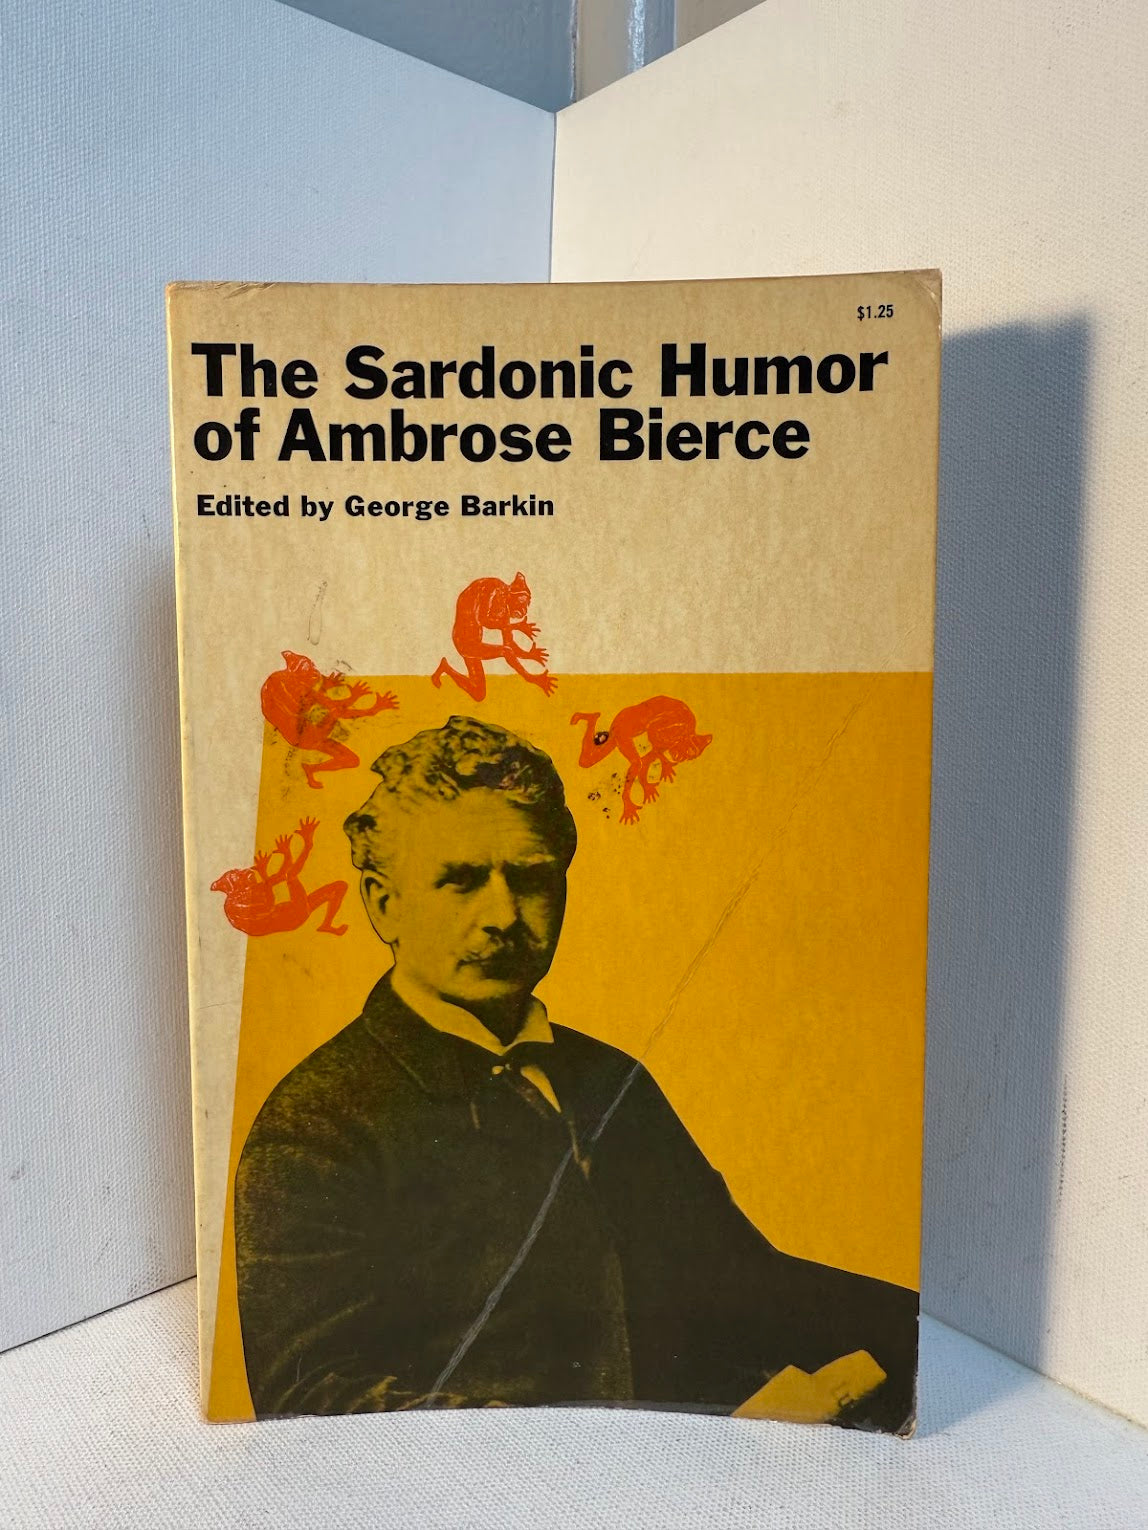 $1.25
The Sardonic Humor
of Ambrose Bierce
Edited by George Barkin